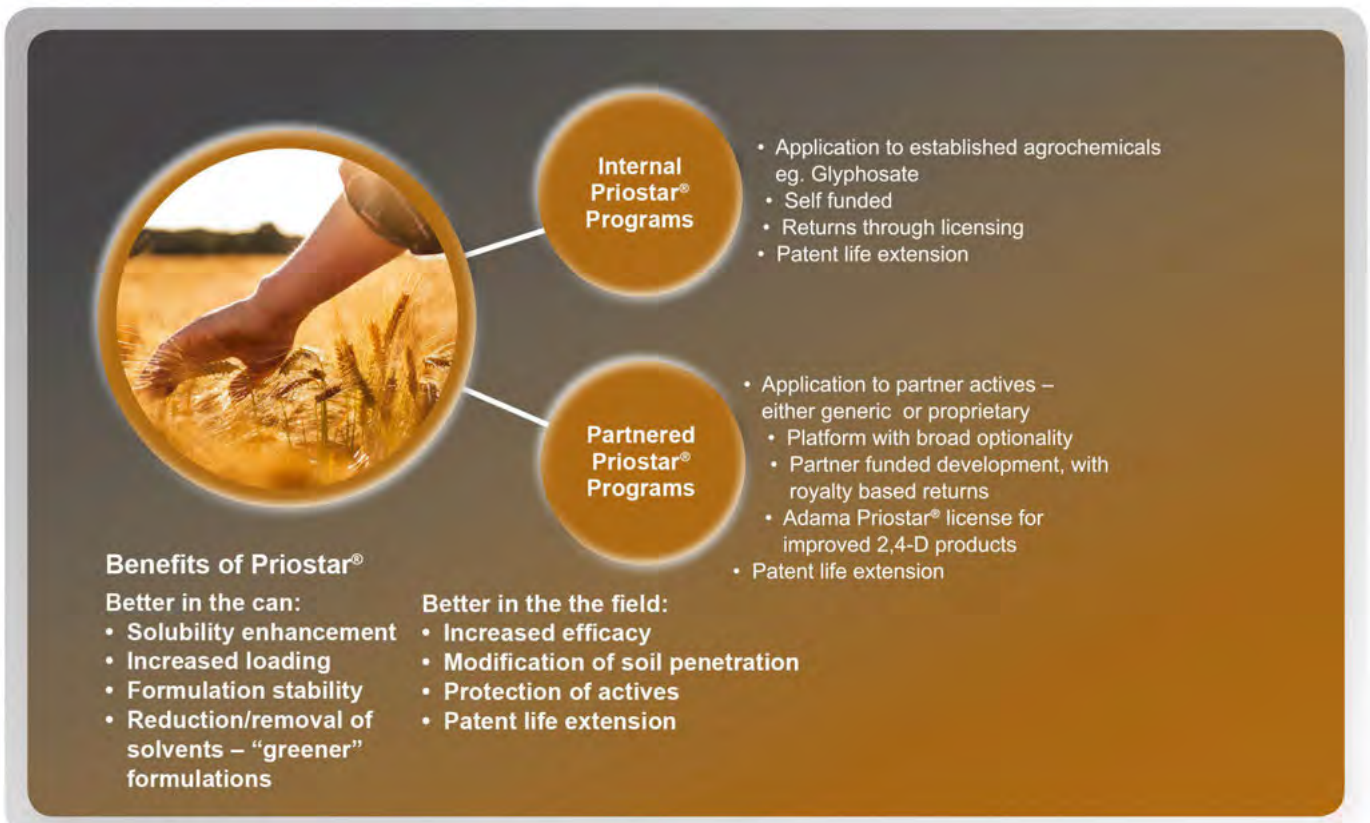 Internal
Priostar®
Programs
• Application to established agrochemicals
eg. Glyphosate
• Self funded
• Returns through licensing
• Patent life extension
Partnered
Priostar®
Programs
• Application to partner actives –
either generic or proprietary
• Platform with broad optionality
• Partner funded development, with
royalty based returns
• Adama Priostar® license for
improved 2,4-D products
• Patent life extension
Benefits of Priostar®
Better in the can:
• Solubility enhancement
• Increased loading
• Formulation stability
• Reduction/removal of
solvents – “greener”
formulations
Better in the the field:
• Increased efficacy
• Modification of soil penetration
• Protection of actives
• Patent life extension